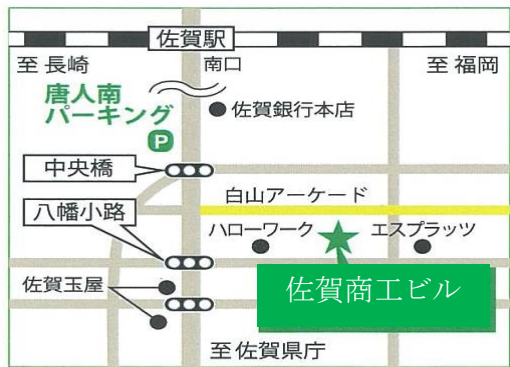 佐賀駅
至 長崎
南口
至 福岡
唐人南
パーキング
P
佐賀銀行本店
中央橋
白山アーケード
八幡小路
ハローワーク
エスプラッツ
佐賀玉屋
佐賀商工ビル
至 佐賀県庁